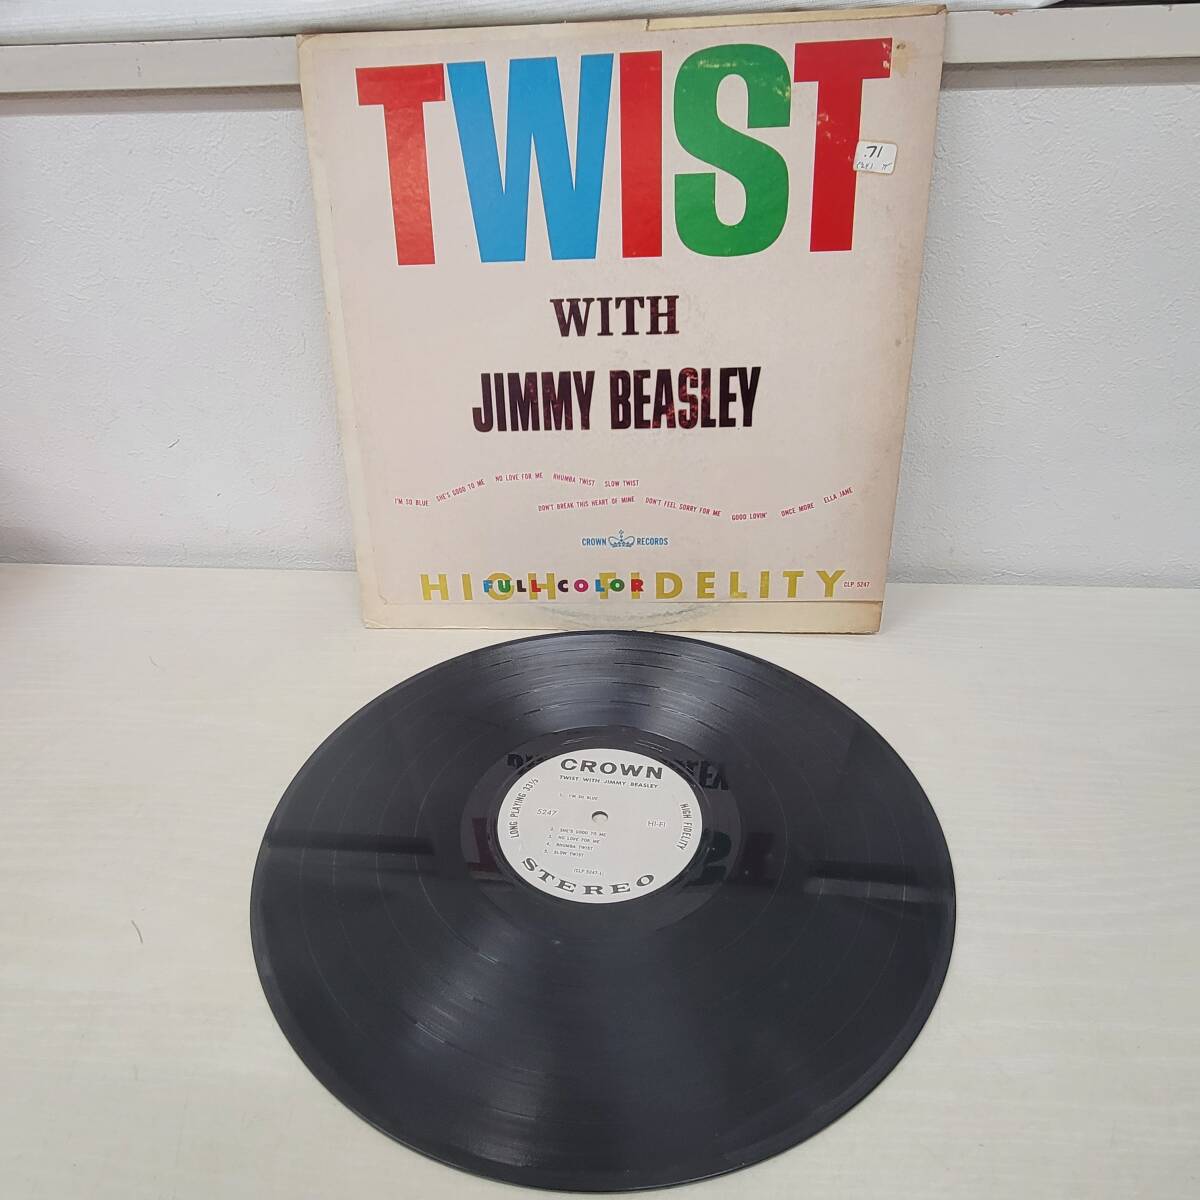 TWIST
.71
WITH
JIMMY BEASLEY
I'M SO BLUE SHE'S GOOD TO ME NO LOVE FOR ME RHUMBA TWIST SLOW TWIST
DON'T BREAK THIS HEART OF MINE DON'T FEEL SORRY FOR ME GOOD LOVIN' ONCE MORE ELLA JANE
CROWN RECORDS
FULL COLOR
HIGH FIDELITY
CLP 5247
CROWN
TWIST WITH JIMMY BEASLEY
1. I'M SO BLUE
5247
HI-FI
2. SHE'S GOOD TO ME
3. NO LOVE FOR ME
4. RHUMBA TWIST
5. SLOW TWIST
(CLP 5247-1)
LONG PLAYING 33⅓
HIGH FIDELITY
STEREO